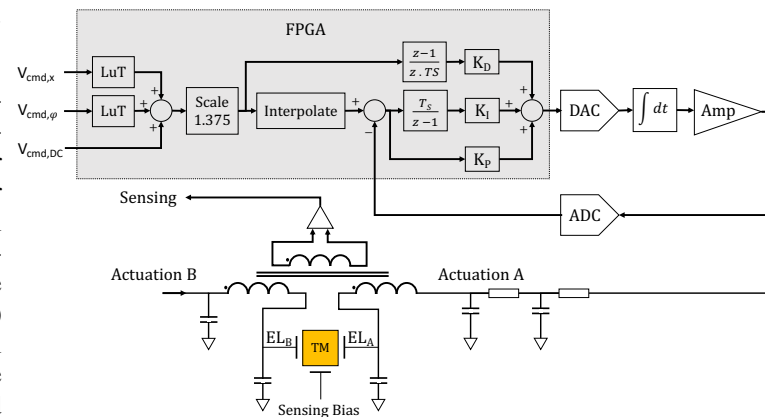 FPGA
V_cmd,x
LuT
V_cmd,φ
LuT
V_cmd,DC
+
+
+
Scale
1.375
Interpolate
+
−
z−1
z . TS
K_D
T_S
z −1
K_I
K_P
+
+
+
DAC
∫ dt
Amp
ADC
Sensing
Actuation B
Actuation A
EL_B
TM
EL_A
Sensing Bias